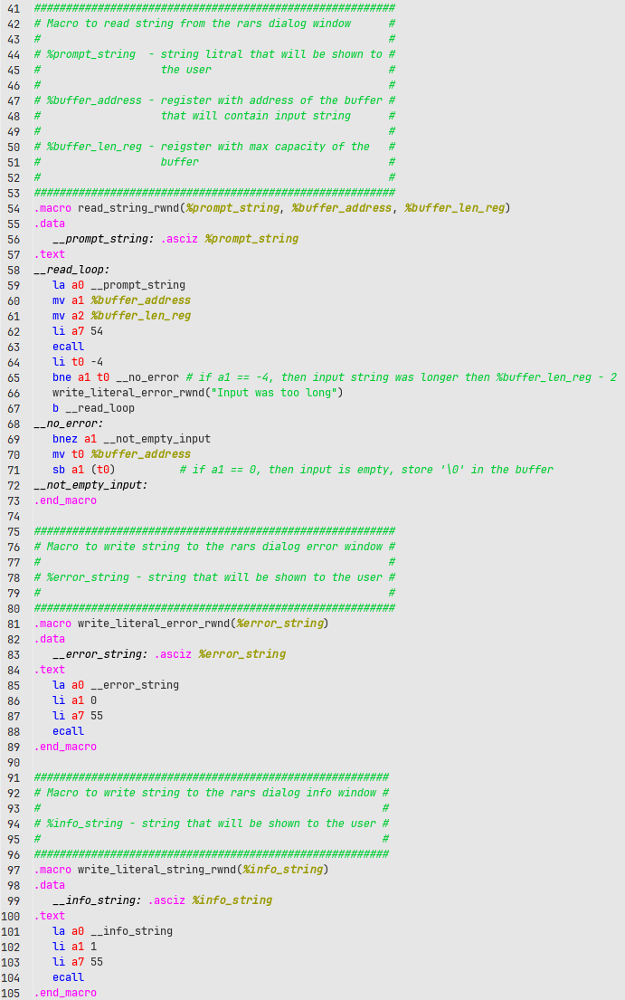 41 #########################################################
42 # Macro to read string from the rars dialog window      #
43 #                                                       #
44 # %prompt_string  - string litral that will be shown to #
45 #                   the user                            #
46 #                                                       #
47 # %buffer_address - register with address of the buffer #
48 #                   that will contain input string      #
49 #                                                       #
50 # %buffer_len_reg - reigster with max capacity of the   #
51 #                   buffer                              #
52 #                                                       #
53 #########################################################
54 .macro read_string_rwnd(%prompt_string, %buffer_address, %buffer_len_reg)
55 .data
56    __prompt_string: .asciz %prompt_string
57 .text
58 __read_loop:
59    la a0 __prompt_string
60    mv a1 %buffer_address
61    mv a2 %buffer_len_reg
62    li a7 54
63    ecall
64    li t0 -4
65    bne a1 t0 __no_error # if a1 == -4, then input string was longer then %buffer_len_reg - 2
66    write_literal_error_rwnd("Input was too long")
67    b __read_loop
68 __no_error:
69    bnez a1 __not_empty_input
70    mv t0 %buffer_address
71    sb a1 (t0)          # if a1 == 0, then input is empty, store '\0' in the buffer
72 __not_empty_input:
73 .end_macro
74
75 #########################################################
76 # Macro to write string to the rars dialog error window #
77 #                                                       #
78 # %error_string - string that will be shown to the user #
79 #                                                       #
80 #########################################################
81 .macro write_literal_error_rwnd(%error_string)
82 .data
83    __error_string: .asciz %error_string
84 .text
85    la a0 __error_string
86    li a1 0
87    li a7 55
88    ecall
89 .end_macro
90
91 ########################################################
92 # Macro to write string to the rars dialog info window #
93 #                                                      #
94 # %info_string - string that will be shown to the user #
95 #                                                      #
96 ########################################################
97 .macro write_literal_string_rwnd(%info_string)
98 .data
99    __info_string: .asciz %info_string
100 .text
101    la a0 __info_string
102    li a1 1
103    li a7 55
104    ecall
105 .end_macro